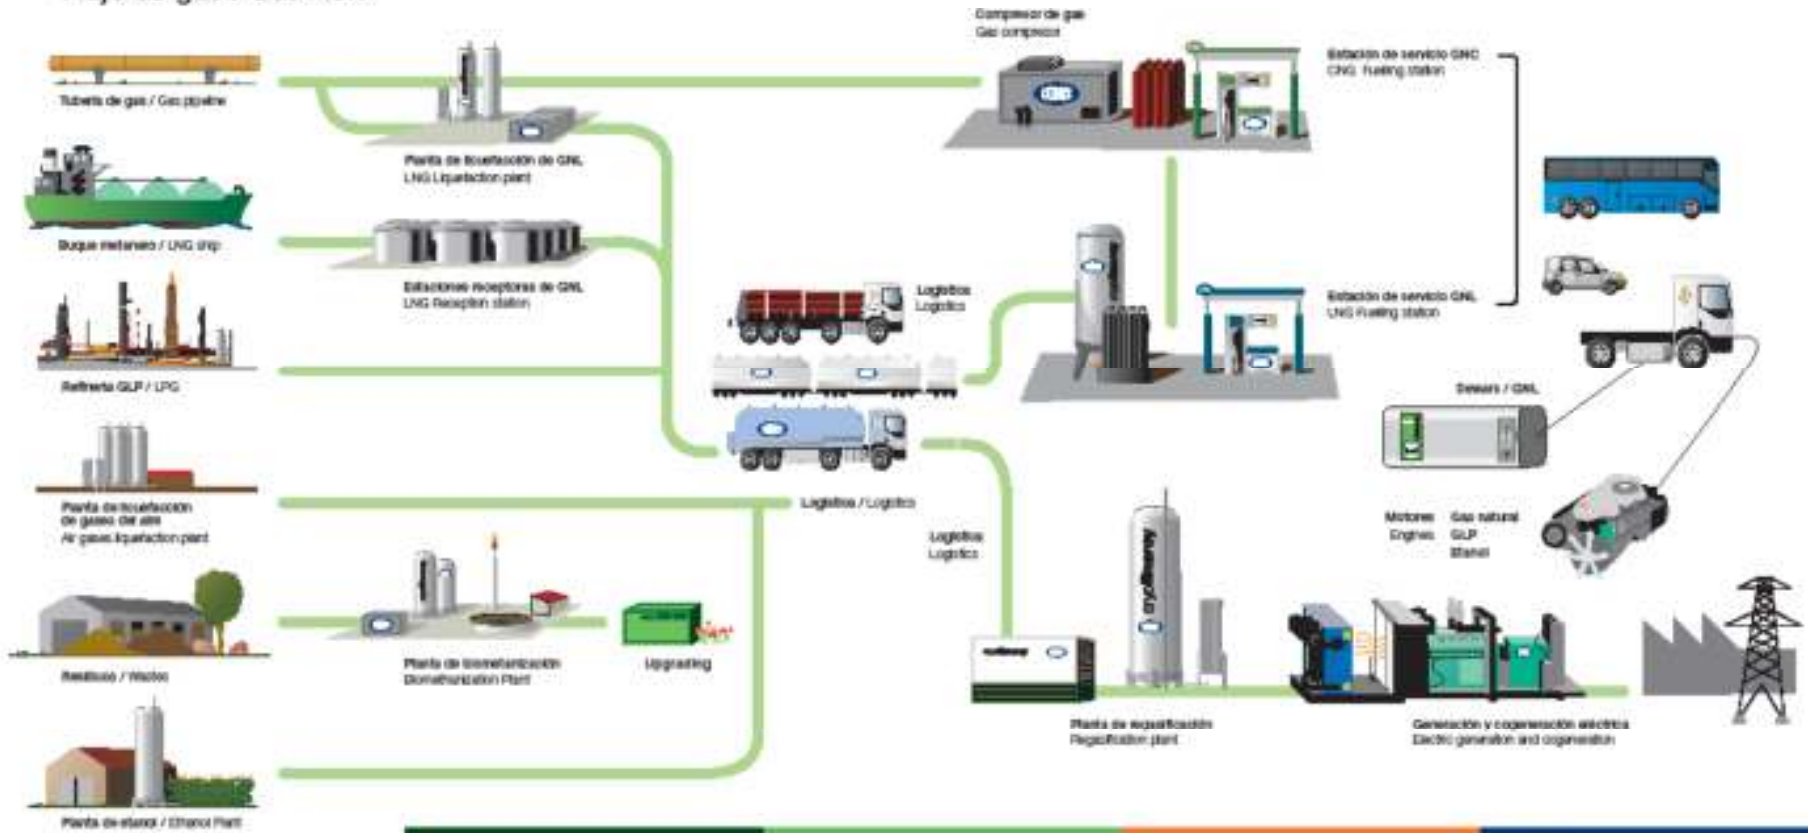 Compresor de gas
Gas compresor
Estación de servicio GNC
CNG Fueling station
Tubería de gas / Gas pipeline
Planta de licuefacción de GNL
LNG Liquefaction plant
Buque metanero / LNG ship
Estaciones receptoras de GNL
LNG Reception station
Logística
Logistics
Estación de servicio GNL
LNG Fueling station
Refinería GLP / LPG
Dewars / GNL
Logística / Logistics
Planta de licuefacción
de gases del aire
Air gases liquefaction plant
Motores Gas natural
Engines GLP
Etanol
Logística
Logistics
cryoenergy
Residuos / Wastes
Planta de biometanización
Biomethanization Plant
Upgrading
Planta de regasificación
Regasification plant
Generación y cogeneración eléctrica
Electric generation and cogeneration
Planta de etanol / Ethanol Plant